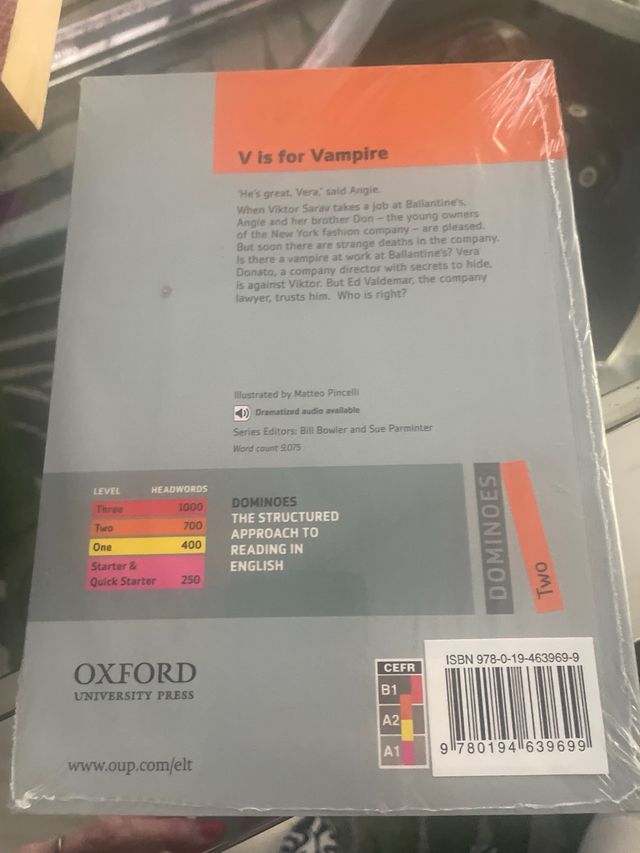 V is for Vampire
'He's great, Vera,' said Angie.
When Viktor Sarav takes a job at Ballantine's,
Angie and her brother Don – the young owners
of the New York fashion company – are pleased.
But soon there are strange deaths in the company.
Is there a vampire at work at Ballantine's? Vera
Donato, a company director with secrets to hide,
is against Viktor. But Ed Valdemar, the company
lawyer, trusts him. Who is right?
Illustrated by Matteo Pincelli
Dramatized audio available
Series Editors: Bill Bowler and Sue Parminter
Word count 9,075
LEVEL HEADWORDS
Three 1000
Two 700
One 400
Starter &
Quick Starter 250
DOMINOES
THE STRUCTURED
APPROACH TO
READING IN
ENGLISH
DOMINOES
Two
OXFORD
UNIVERSITY PRESS
www.oup.com/elt
CEFR
B1
A2
A1
ISBN 978-0-19-463969-9
9 780194 639699